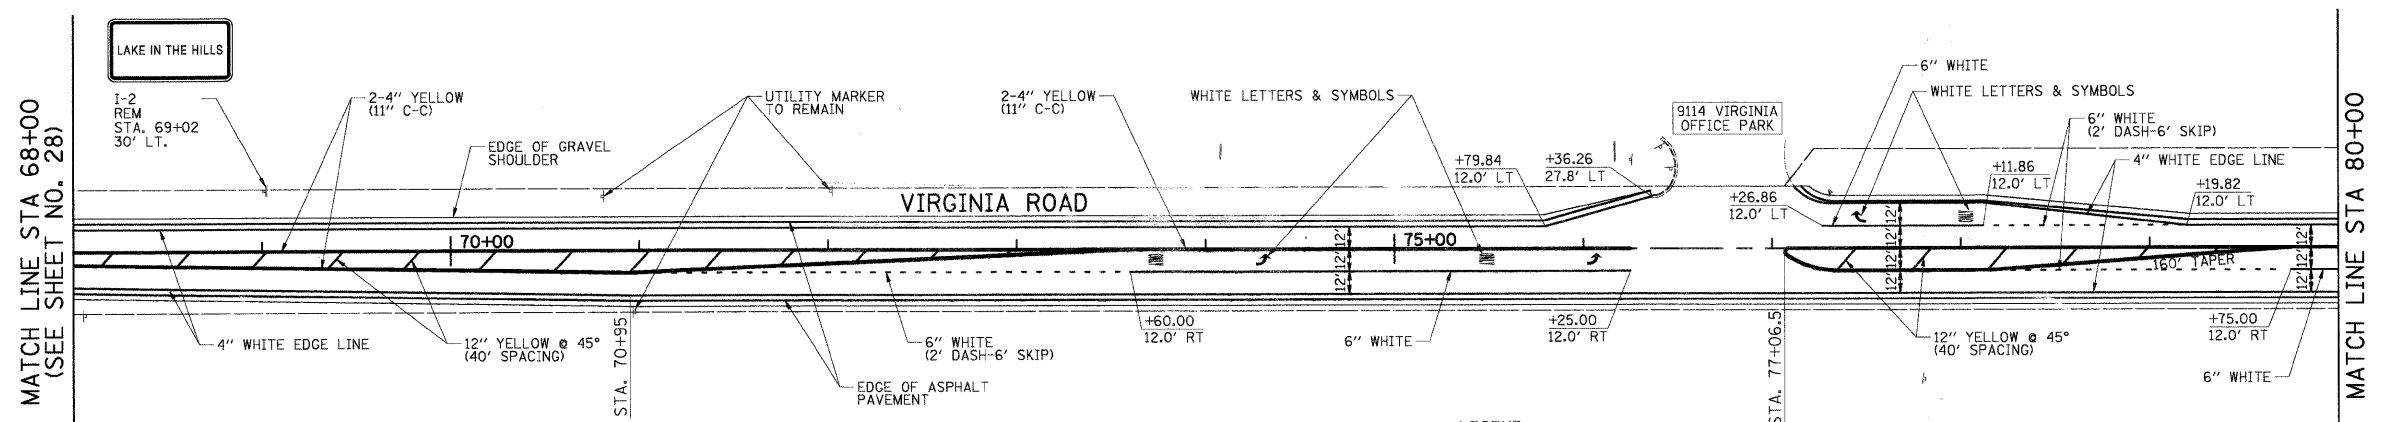 MATCH LINE STA 68+00
(SEE SHEET NO. 28)
LAKE IN THE HILLS
I-2
REM
STA. 69+02
30' LT.
2-4" YELLOW
(11" C-C)
EDGE OF GRAVEL
SHOULDER
UTILITY MARKER
TO REMAIN
2-4" YELLOW
(11" C-C)
WHITE LETTERS & SYMBOLS
9114 VIRGINIA
OFFICE PARK
6" WHITE
WHITE LETTERS & SYMBOLS
6" WHITE
(2' DASH-6' SKIP)
4" WHITE EDGE LINE
+79.84
12.0' LT
+36.26
27.8' LT
+26.86
12.0' LT
+11.86
12.0' LT
+19.82
12.0' LT
VIRGINIA ROAD
70+00
75+00
12'
12'
12'
12'
12'
12'
12'
12'
12'
12'
160' TAPER
4" WHITE EDGE LINE
12" YELLOW @ 45°
(40' SPACING)
STA. 70+95
6" WHITE
(2' DASH-6' SKIP)
EDGE OF ASPHALT
PAVEMENT
+60.00
12.0' RT
6" WHITE
+25.00
12.0' RT
STA. 77+06.5
12" YELLOW @ 45°
(40' SPACING)
+75.00
12.0' RT
6" WHITE
MATCH LINE STA 80+00